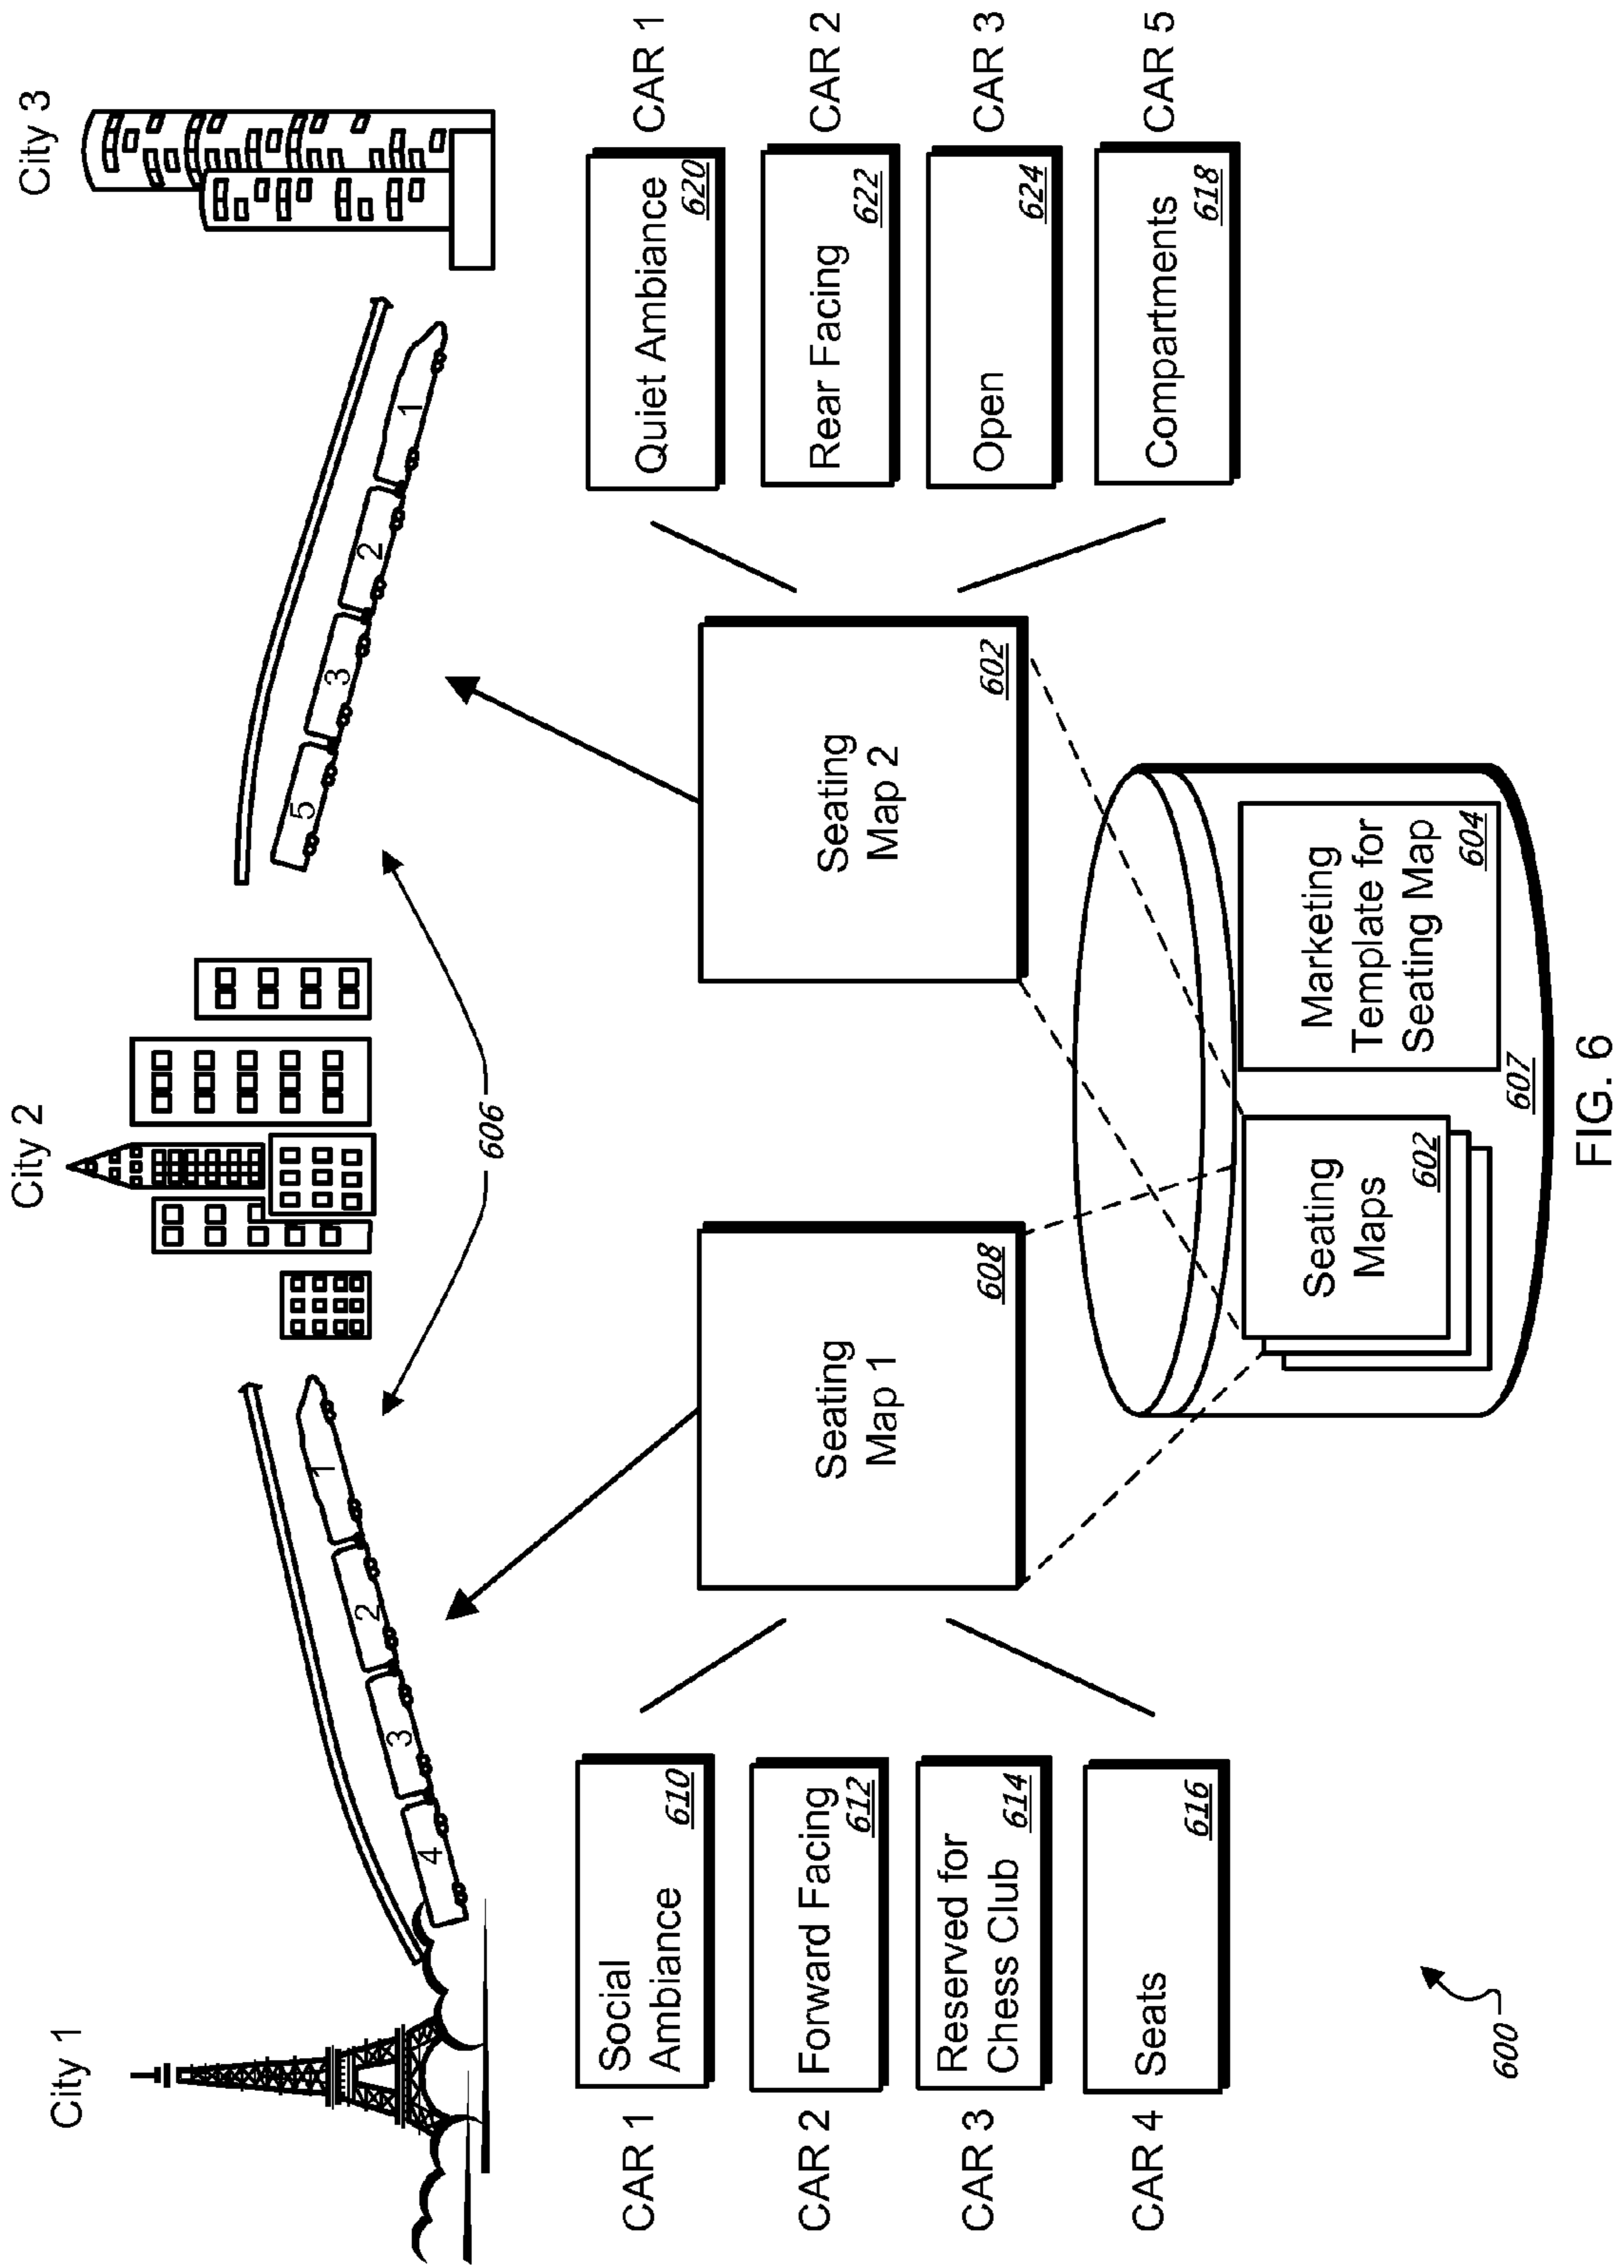 City 1
City 2
City 3
4
3
2
1
5
3
2
1
606
CAR 1
Social
Ambiance
610
CAR 2
Forward Facing
612
CAR 3
Reserved for
Chess Club
614
CAR 4
Seats
616
Seating
Map 1
608
Seating
Map 2
602
Quiet Ambiance
620
CAR 1
Rear Facing
622
CAR 2
Open
624
CAR 3
Compartments
618
CAR 5
Seating
Maps
602
Marketing
Template for
Seating Map
604
607
600
FIG. 6